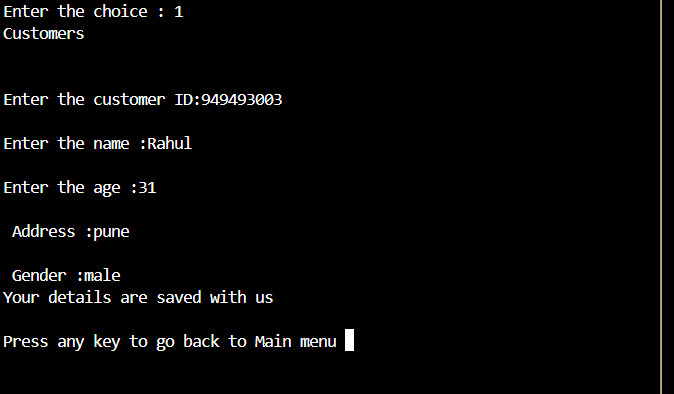 Enter the choice : 1
Customers
Enter the customer ID:949493003
Enter the name :Rahul
Enter the age :31
Address :pune
Gender :male
Your details are saved with us
Press any key to go back to Main menu